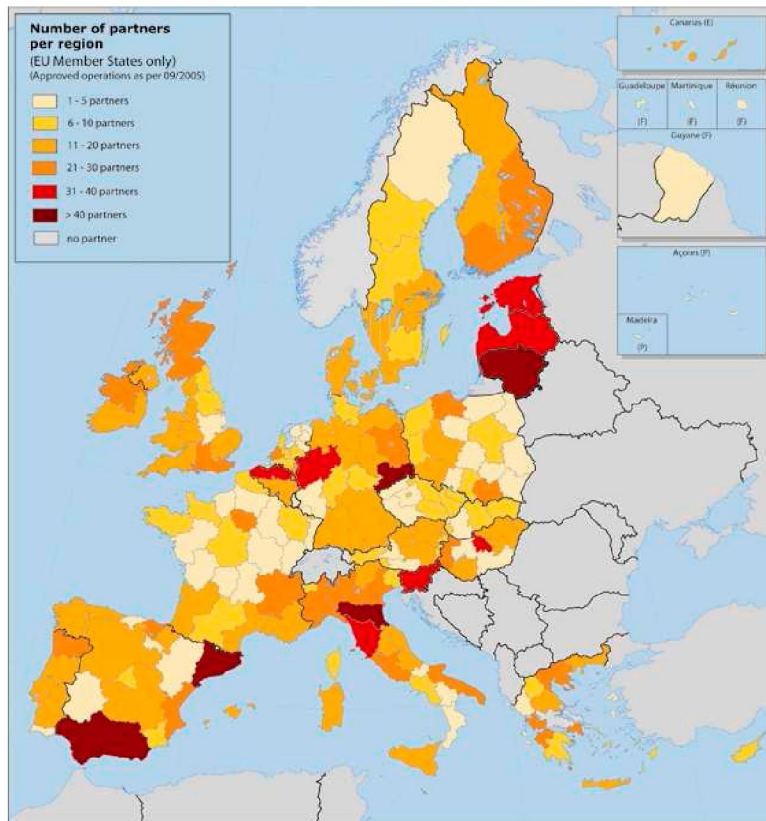 Number of partners
per region
(EU Member States only)
(Approved operations as per 09/2005)
1 - 5 partners
6 - 10 partners
11 - 20 partners
21 - 30 partners
31 - 40 partners
> 40 partners
no partner
Canarias (E)
Guadeloupe Martinique Réunion
(F) (F) (F)
Guyane (F)
Açores (P)
Madeira
(P)